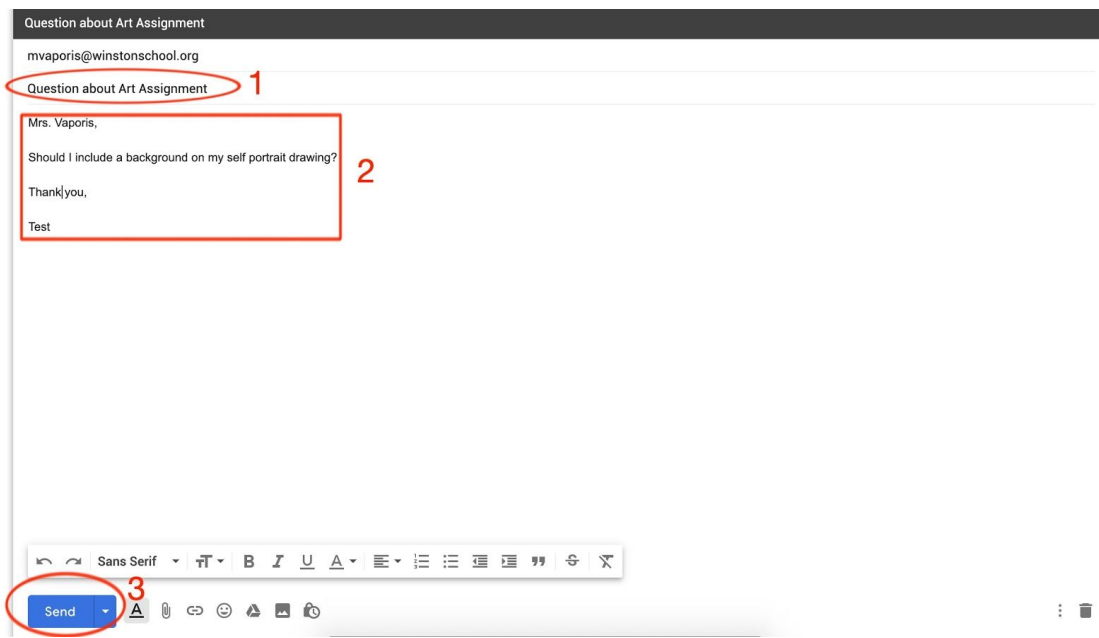 Question about Art Assignment
mvaporis@winstonschool.org
Question about Art Assignment 1
Mrs. Vaporis,
Should I include a background on my self portrait drawing?
2
Thank you,
Test
Sans Serif
3
Send